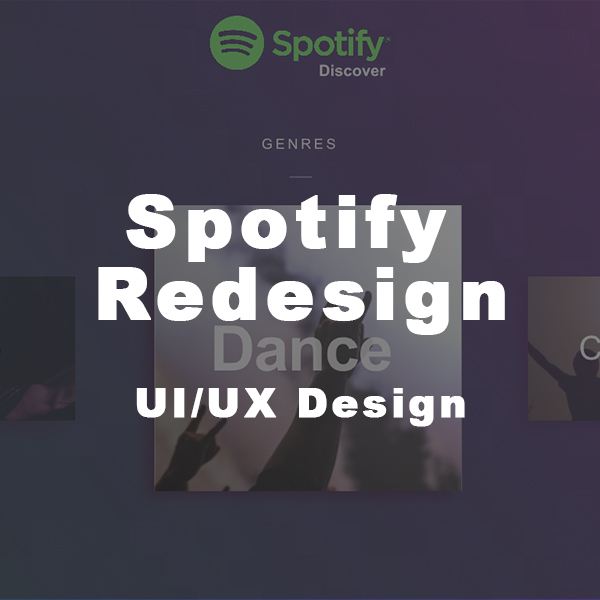 Spotify®
Discover
GENRES
Spotify
Redesign
Dance
UI/UX Design
C